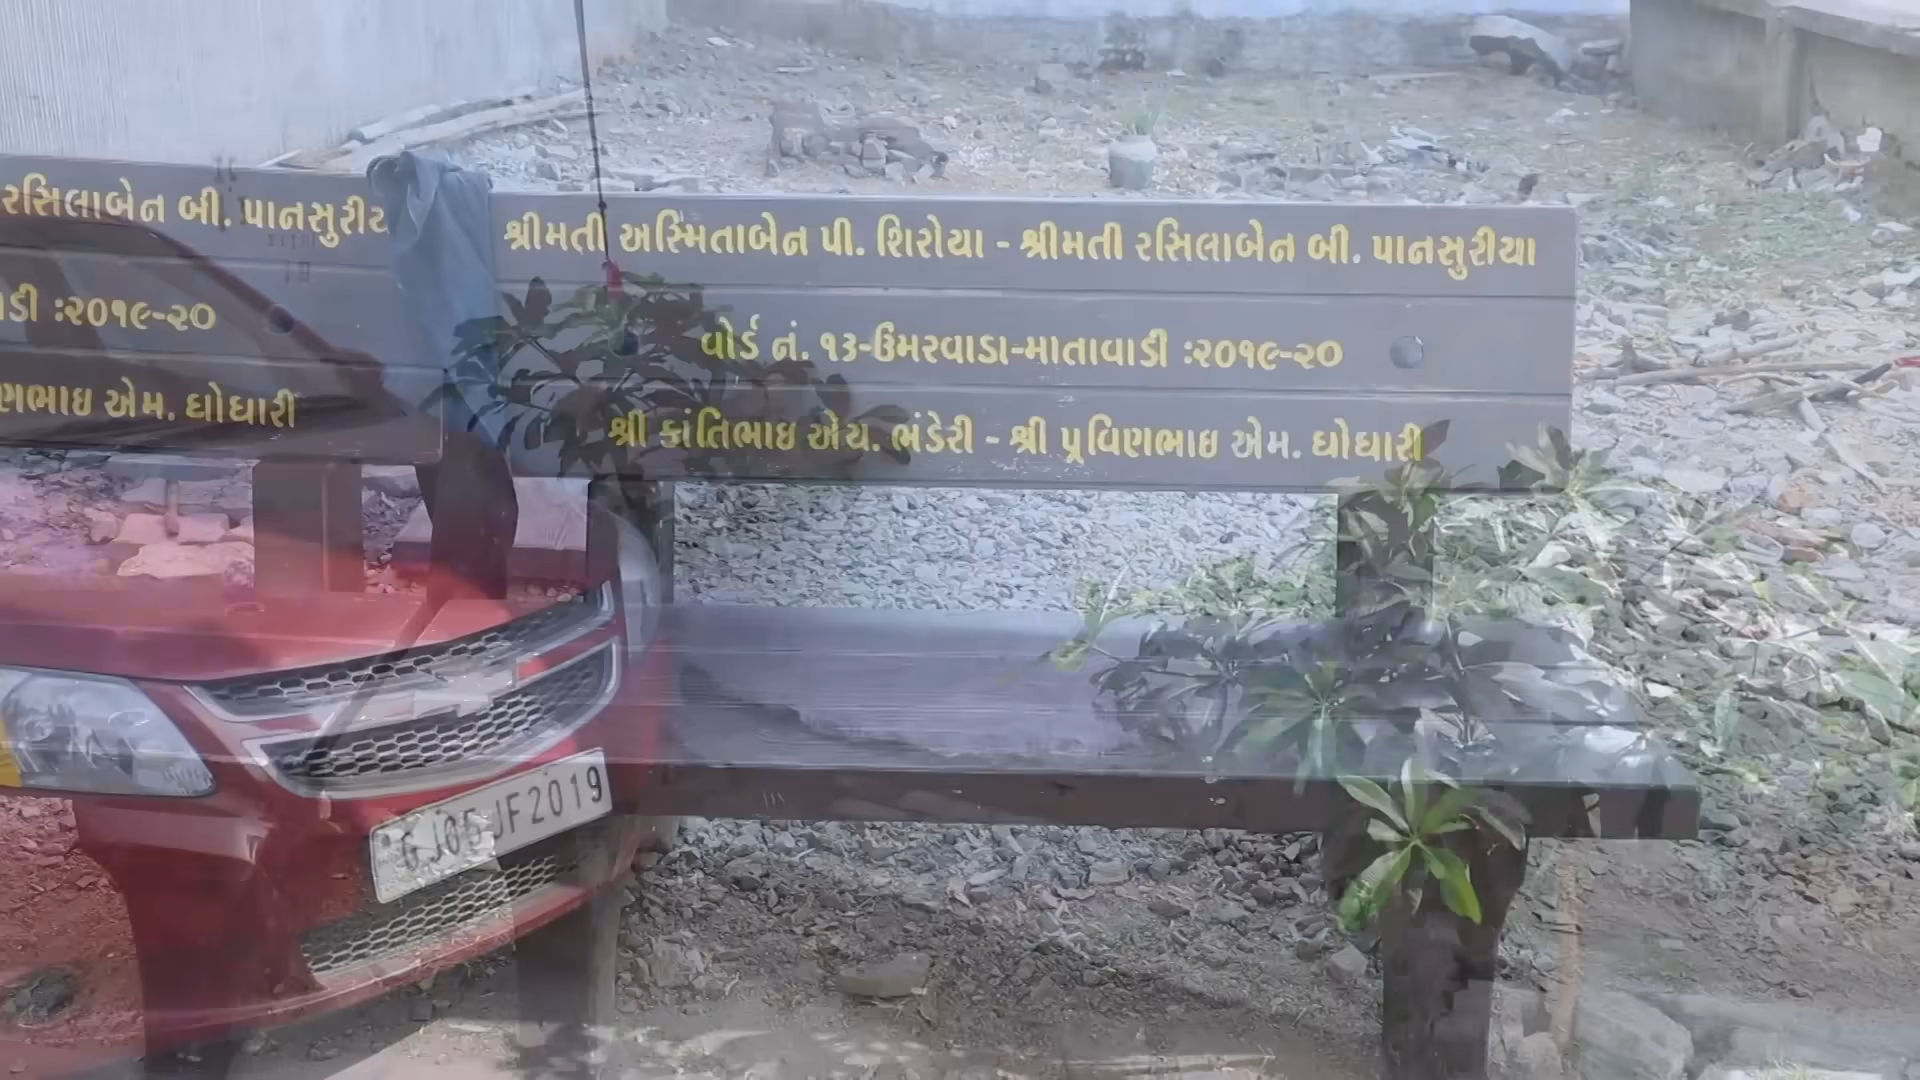 રસિલાબેન બી. પાનસુરીય
ાડી :૨૦૧૯-૨૦
ણભાઇ એમ. ઘોઘારી
શ્રીમતી અસ્મિતાબેન પી. શિરોયા - શ્રીમતી રસિલાબેન બી. પાનસુરીયા
વોર્ડ નં. ૧૩-ઉમરવાડા-માતાવાડી :૨૦૧૯-૨૦
શ્રી કાંતિભાઇ એચ. ભંડેરી - શ્રી પ્રવિણભાઇ એમ. ઘોઘારી
GJ05JF2019